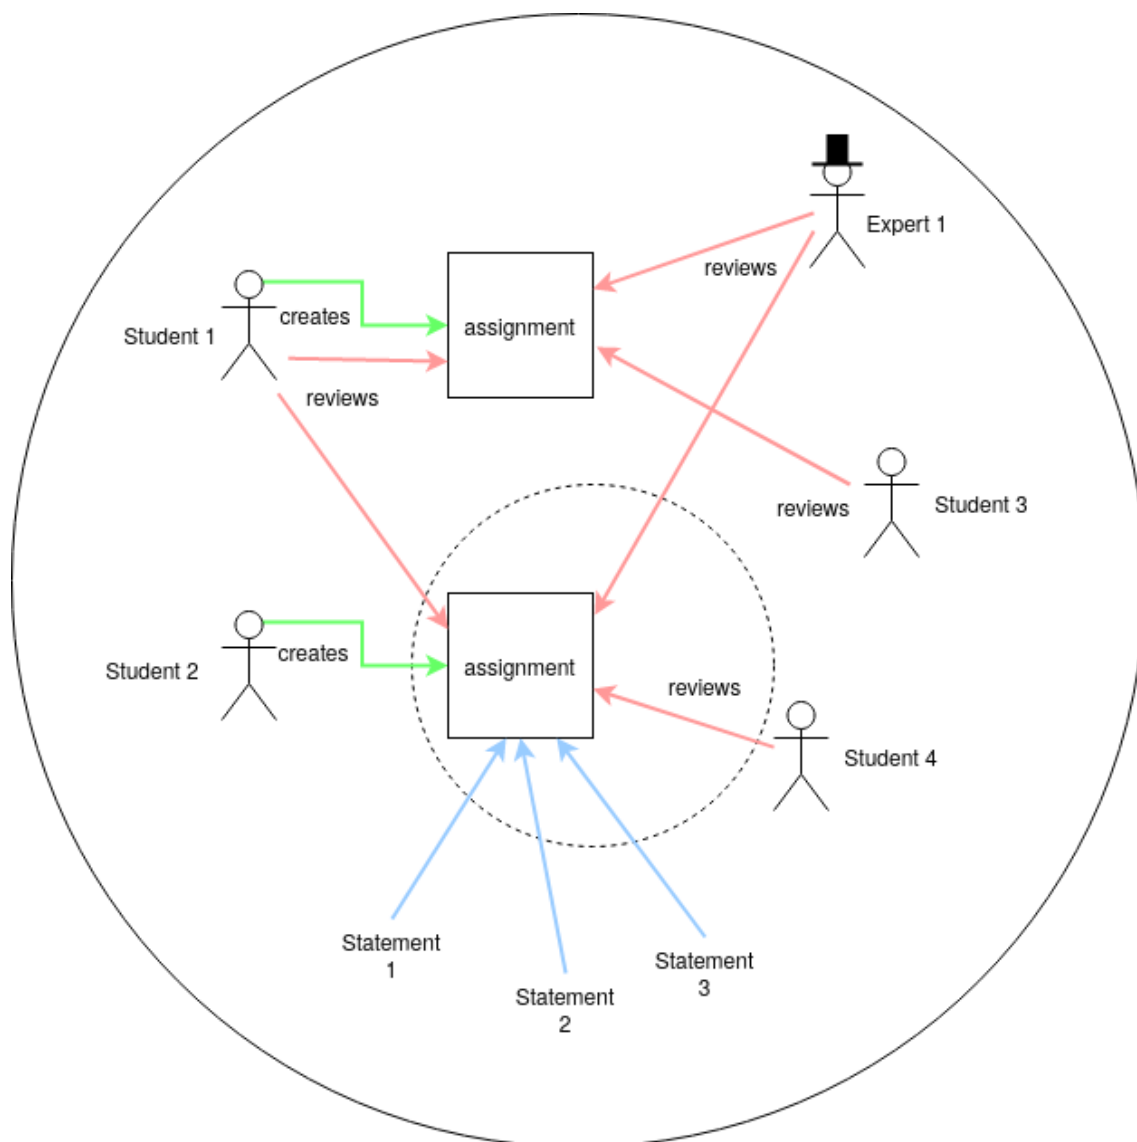 Expert 1
reviews
creates
assignment
Student 1
reviews
Student 3
reviews
creates
assignment
Student 2
reviews
Student 4
Statement
1
Statement
2
Statement
3